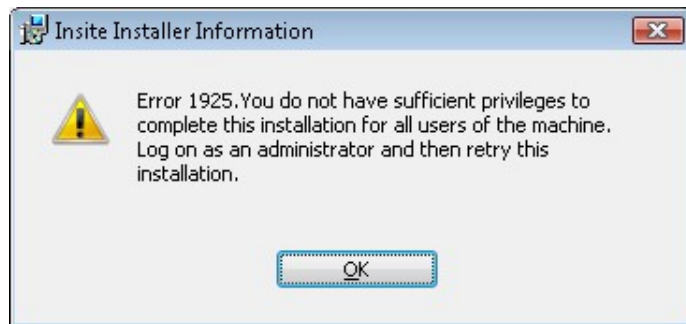 Insite Installer Information
Error 1925.You do not have sufficient privileges to
complete this installation for all users of the machine.
Log on as an administrator and then retry this
installation.
OK